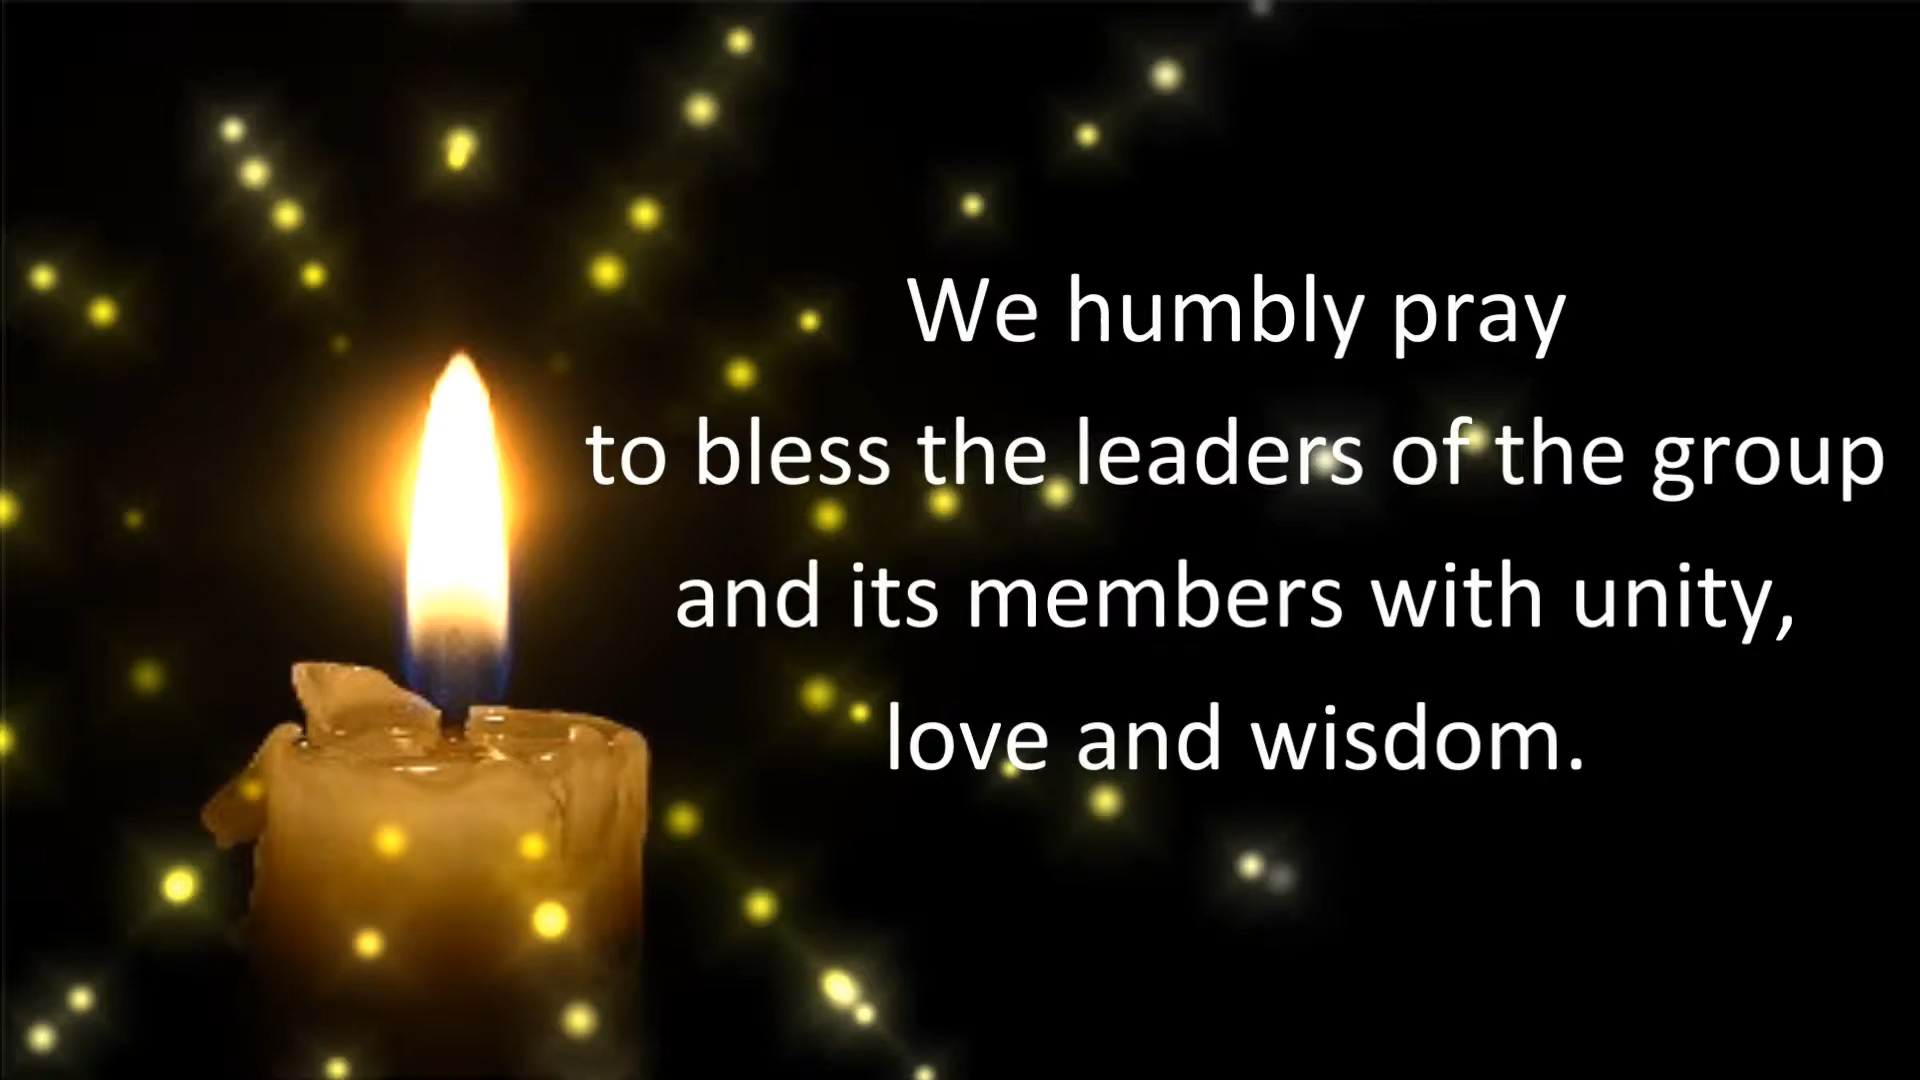 We humbly pray
to bless the leaders of the group
and its members with unity,
love and wisdom.